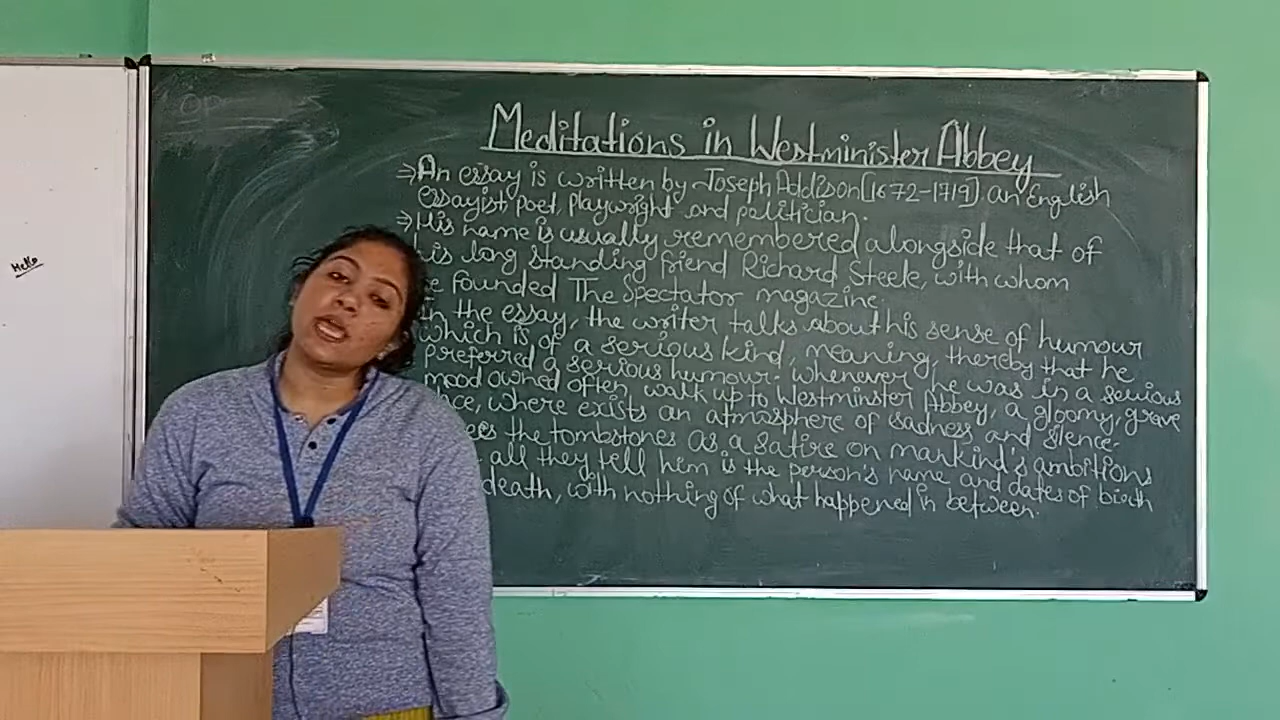 Hello
Meditations in Westminister Abbey
⇒ An essay is written by Joseph Addison [1672-1719] an English
essayist, poet, playwright and politician.
⇒ His name is usually remembered alongside that of
his long standing friend Richard Steele, with whom
founded The Spectator magazine.
In the essay, the writer talks about his sense of humour
which is of a serious kind, meaning, thereby that he
preferred a serious humour. Whenever he was in a serious
mood owned often, walk up to Westminster Abbey, a gloomy, grave
where exists an atmosphere of sadness and silence.
the tombstones as a satire on mankind's ambitions
all they tell him is the person's name and dates of birth
death, with nothing of what happened in between.